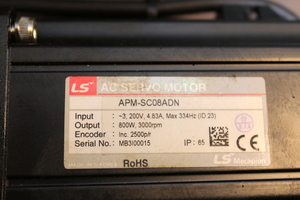 LS AC SERVO MOTOR
APM-SC08ADN
Input : ~3, 200V, 4.83A, Max 334Hz (ID:23)
Output : 800W, 3000rpm
Encoder : Inc. 2500p/r
Serial No. : MB3I00015 IP : 65
RoHS LS Mecapion